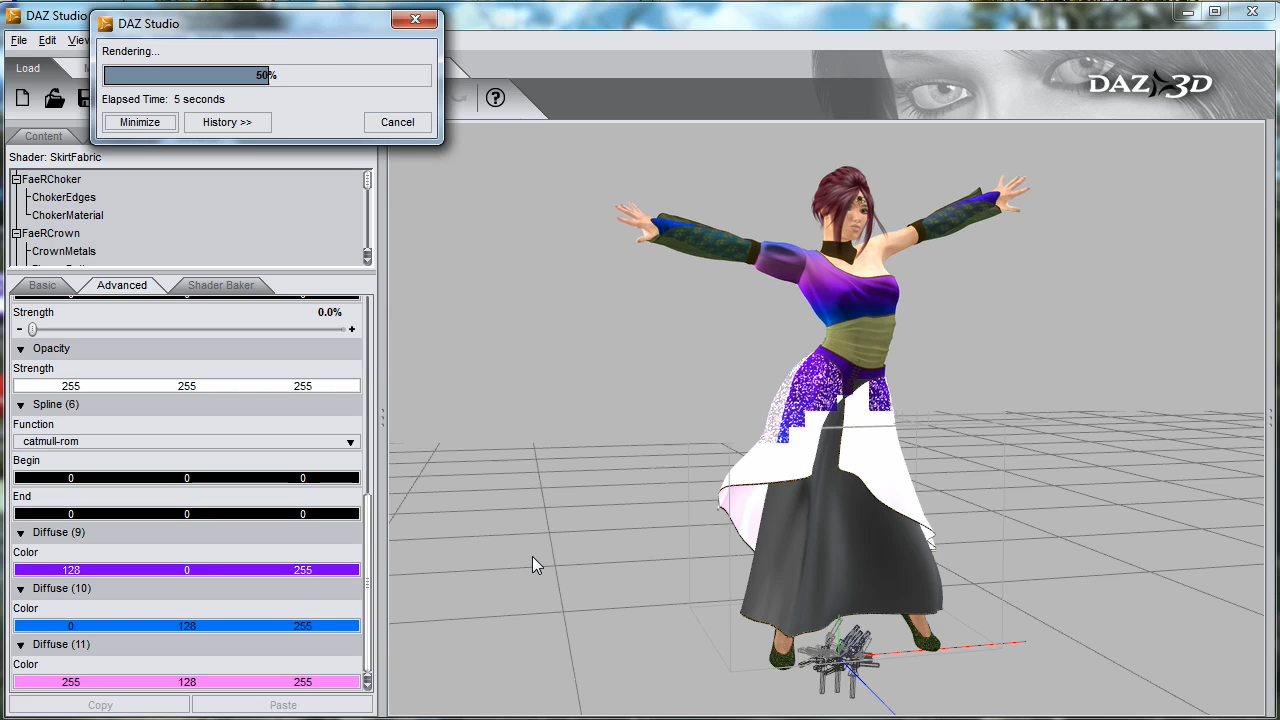 DAZ Studio
DAZ Studio
File Edit
Rendering...
50%
Elapsed Time: 5 seconds
Minimize History >> Cancel
Load
DAZ 3D
Content
Shader: SkirtFabric
FaeRChoker
ChokerEdges
ChokerMaterial
FaeRCrown
CrownMetals
Basic Advanced Shader Baker
Strength 0.0%
- +
Opacity
Strength
255 255 255
Spline (6)
Function
catmull-rom
Begin
0 0 0
End
0 0 0
Diffuse (9)
Color
128 0 255
Diffuse (10)
Color
0 128 255
Diffuse (11)
Color
255 128 255
Copy Paste